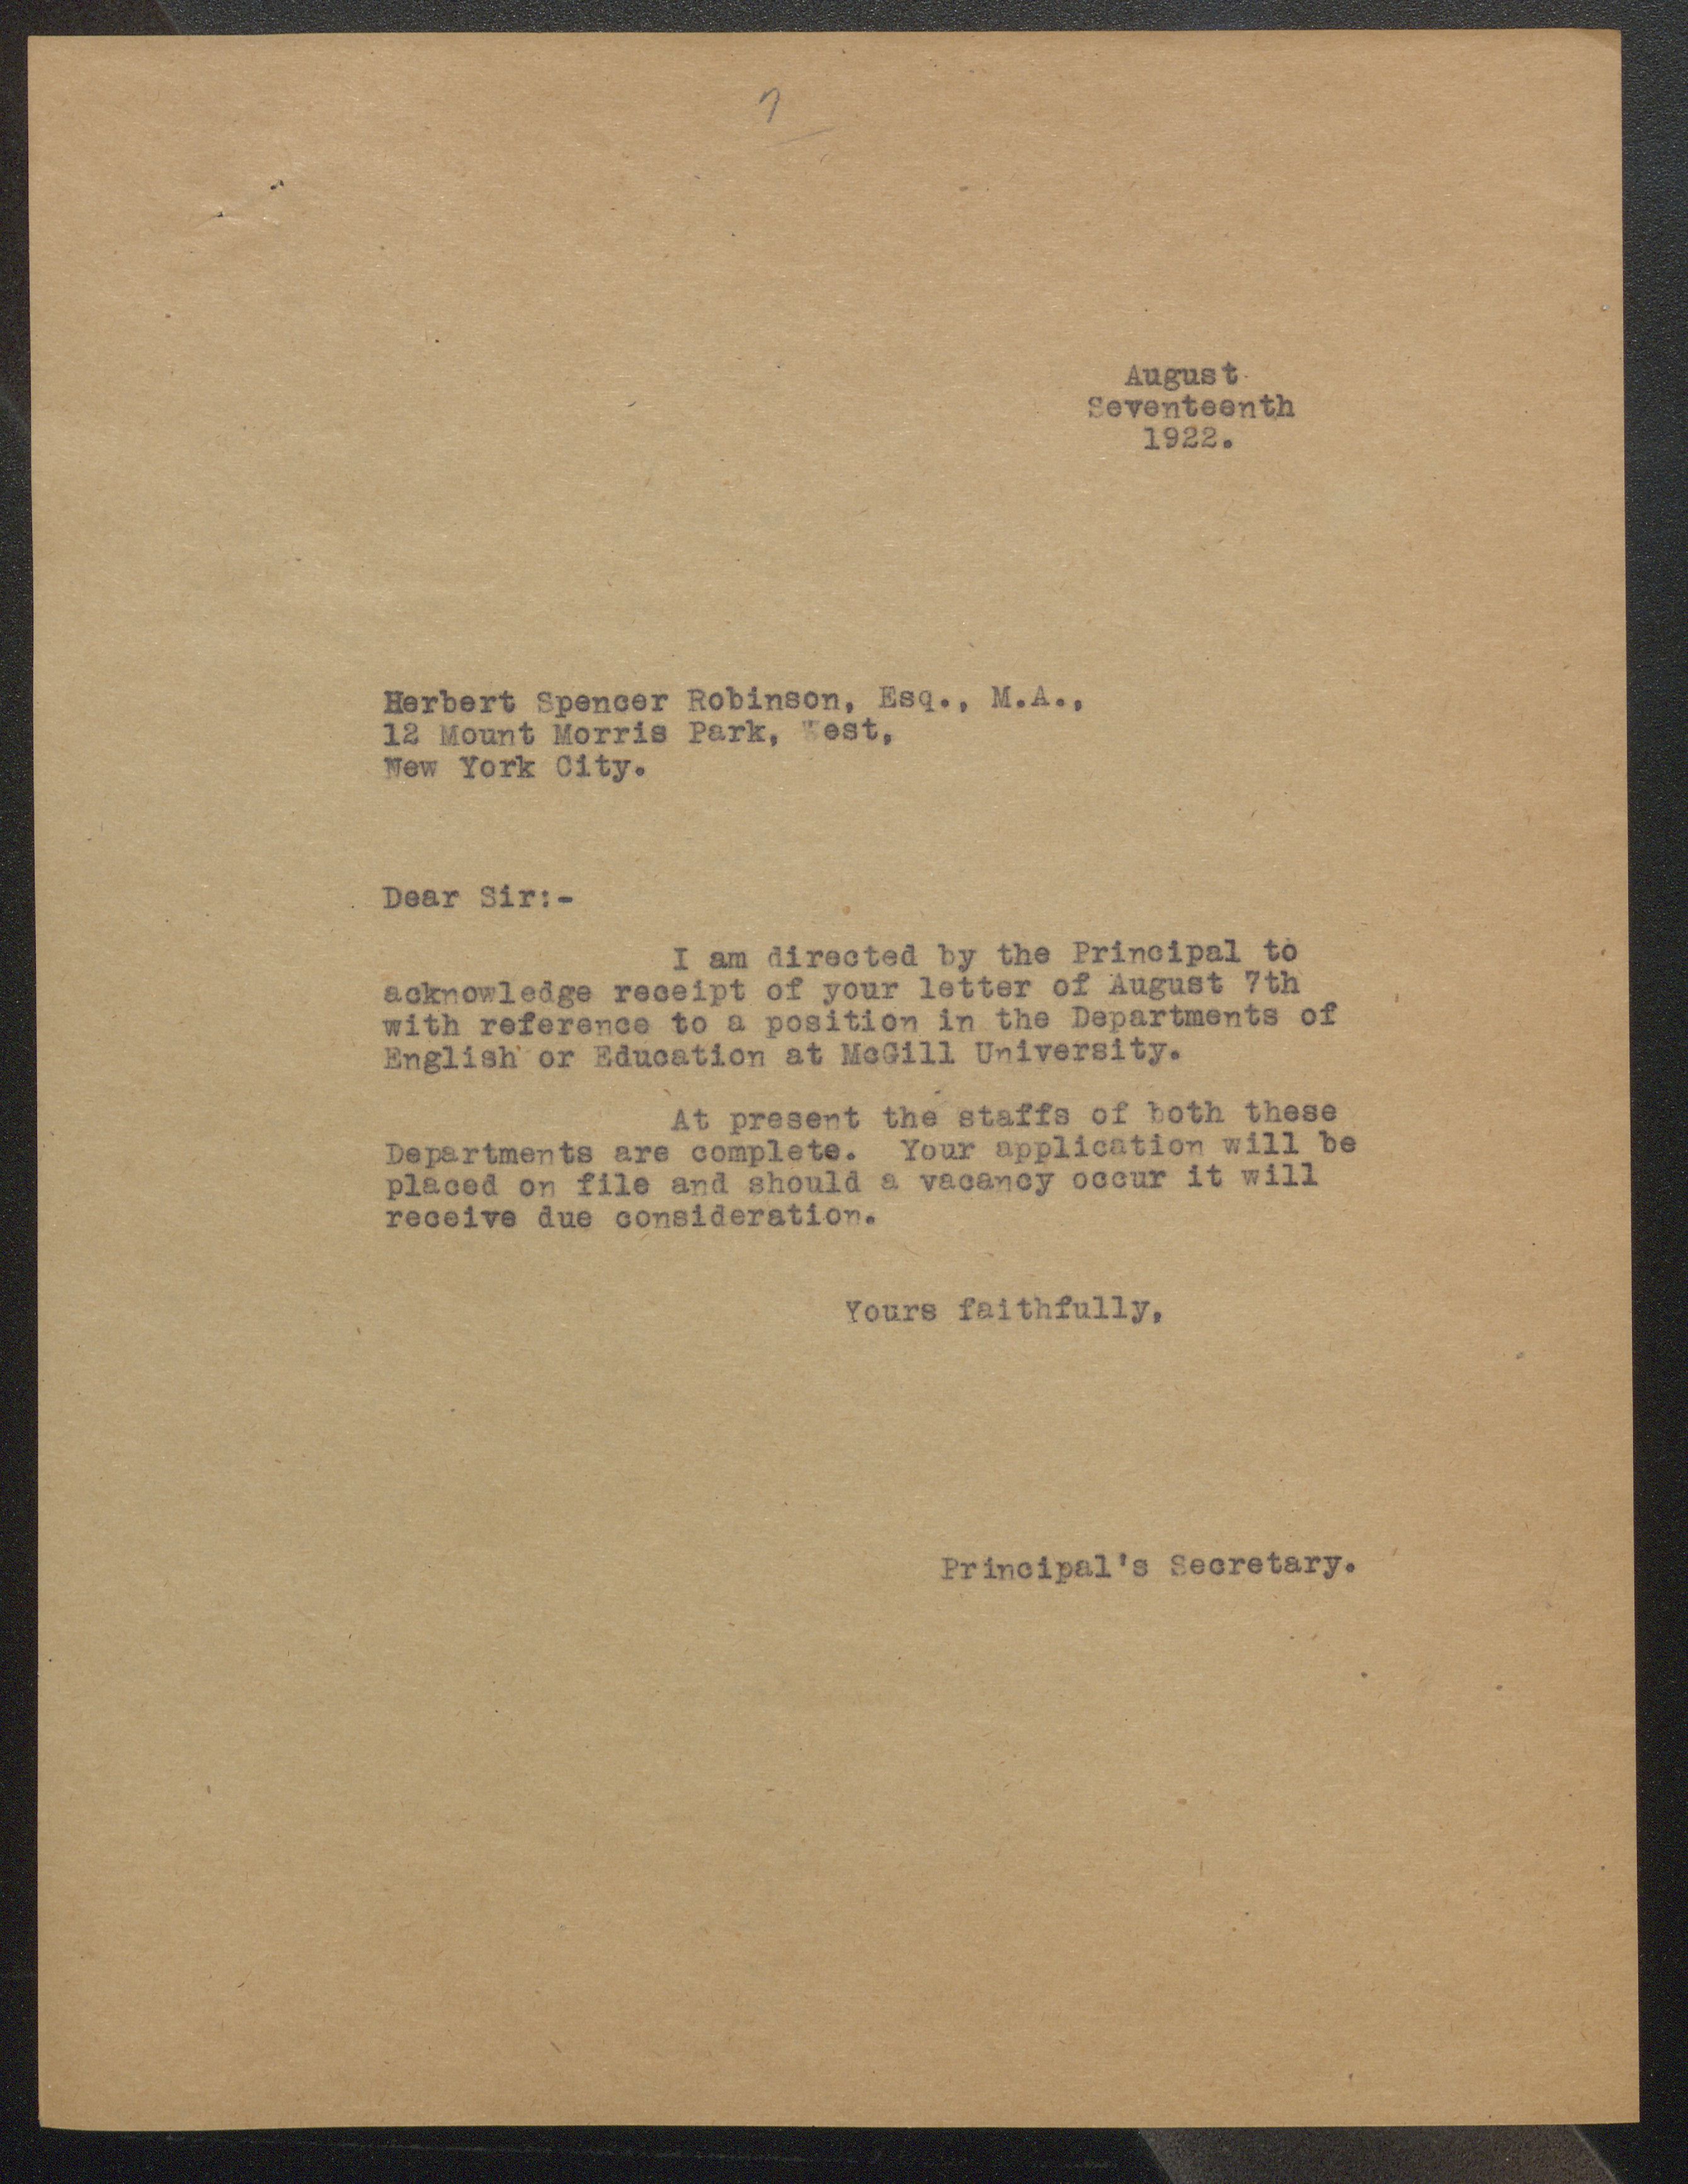 7
August
Seventeenth
1922.
Herbert Spencer Robinson, Esq., M.A.,
12 Mount Morris Park, West,
New York City.
Dear Sir:-
I am directed by the Principal to
acknowledge receipt of your letter of August 7th
with reference to a position in the Departments of
English or Education at McGill University.
At present the staffs of both these
Departments are complete. Your application will be
placed on file and should a vacancy occur it will
receive due consideration.
Yours faithfully,
Principal's Secretary.